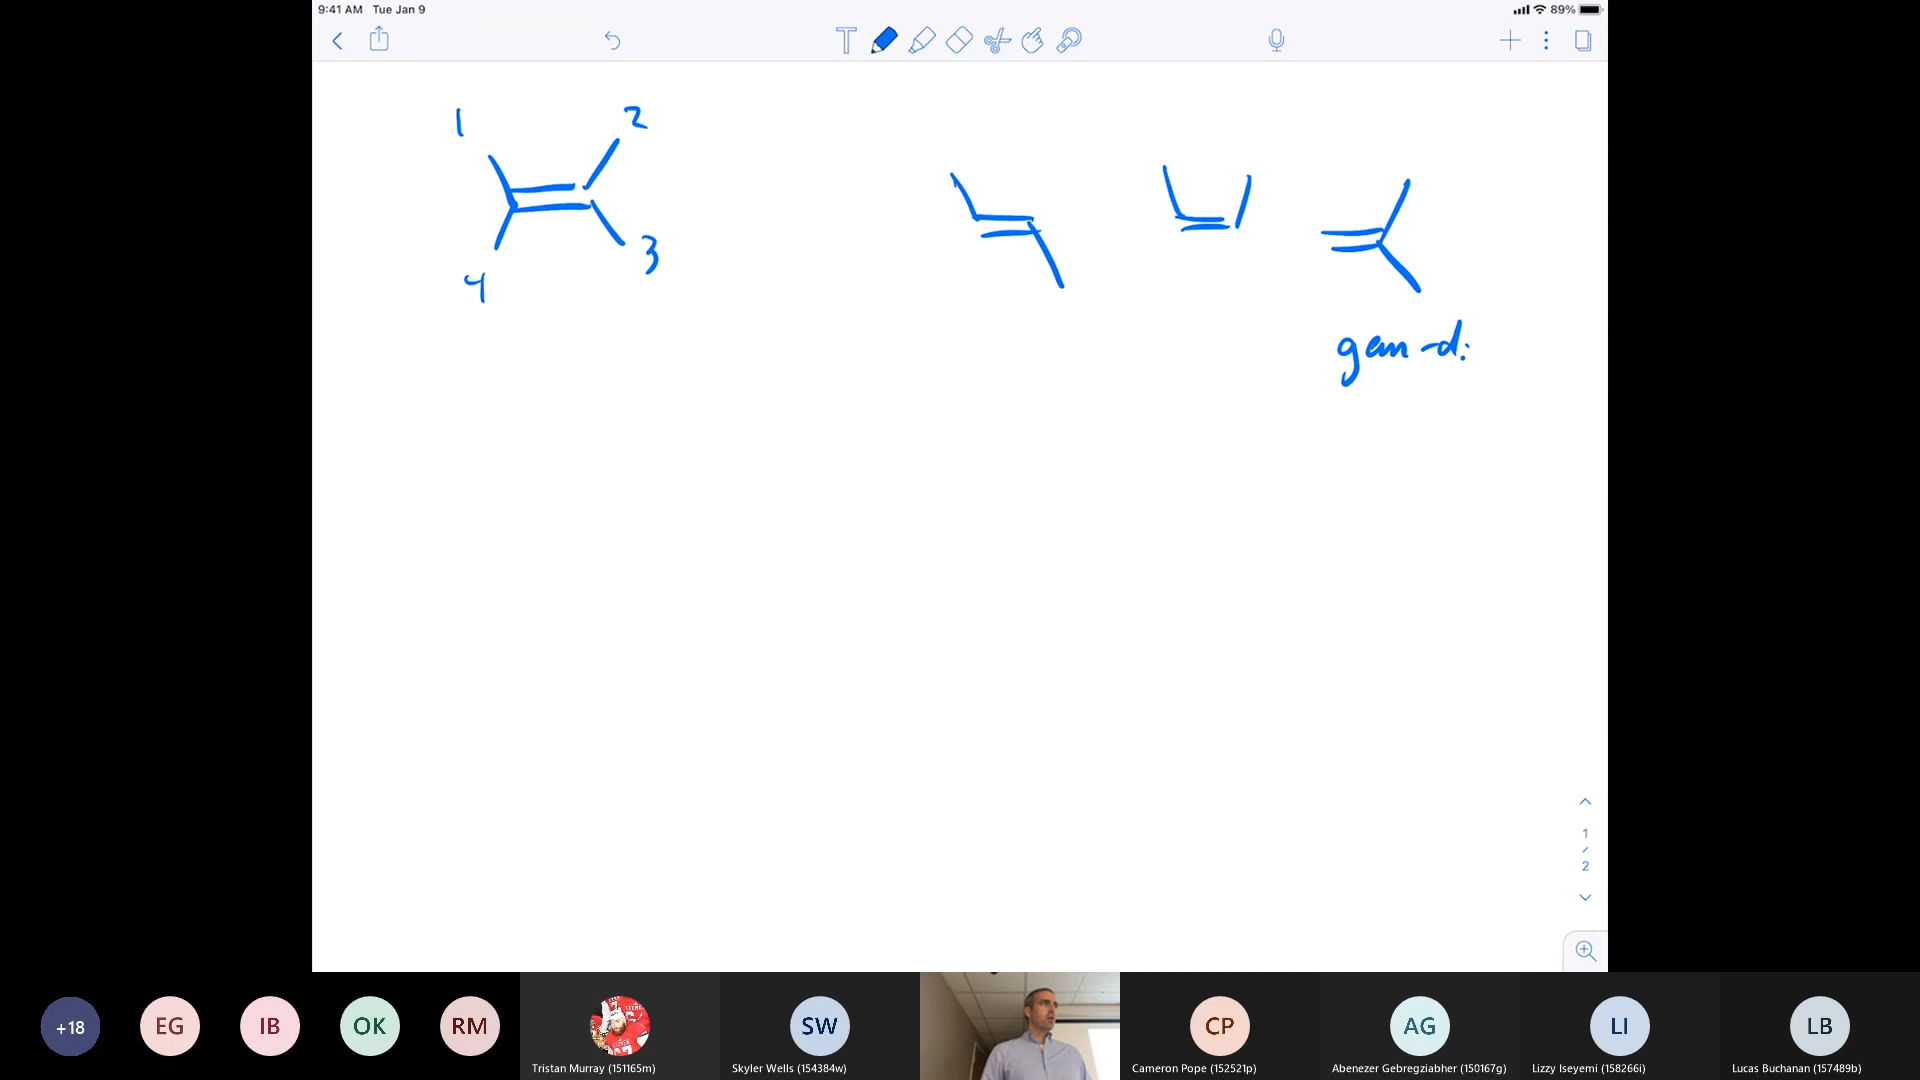 9:41 AM Tue Jan 9
89%
1
2
3
4
gem-di
1
2
+18
EG
IB
OK
RM
SW
CP
AG
LI
LB
Tristan Murray (151165m)
Skyler Wells (154384w)
Cameron Pope (152521p)
Abenezer Gebregziabher (150167g)
Lizzy Iseyemi (158266i)
Lucas Buchanan (157489b)